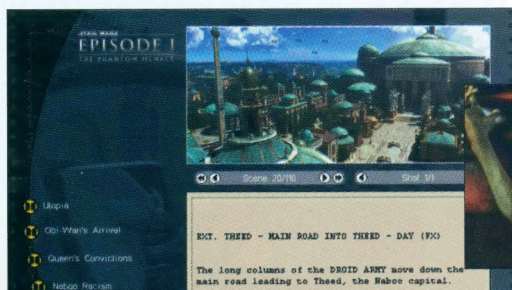 STAR WARS
EPISODE I
THE PHANTOM MENACE
Scene 20/116
Shot 1/1
Utopia
Obi-Wan's Arrival
Queen's Convictions
Naboo Racism
EXT. THEED - MAIN ROAD INTO THEED - DAY (FX)
The long columns of the DROID ARMY move down the
main road leading to Theed, the Naboo capital.